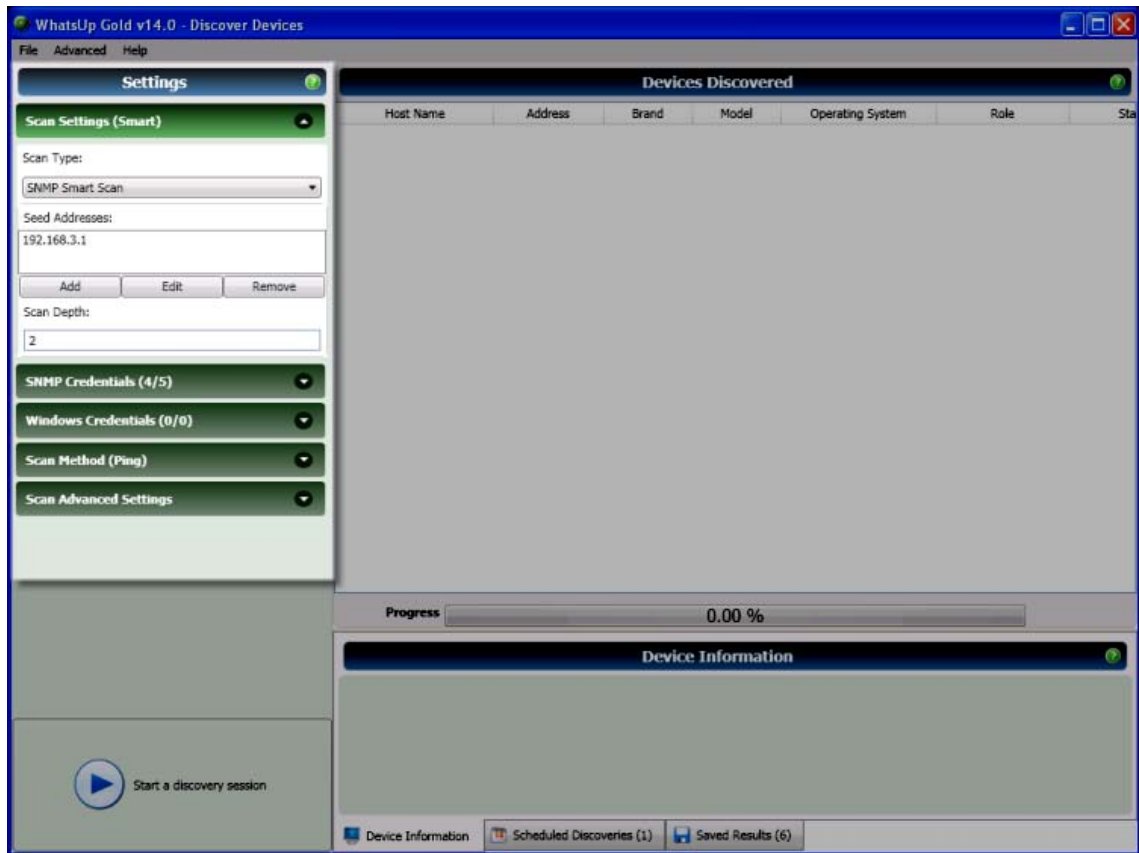 WhatsUp Gold v14.0 - Discover Devices
File Advanced Help
Settings
Scan Settings (Smart)
Scan Type:
SNMP Smart Scan
Seed Addresses:
192.168.3.1
Add Edit Remove
Scan Depth:
2
SNMP Credentials (4/5)
Windows Credentials (0/0)
Scan Method (Ping)
Scan Advanced Settings
Start a discovery session
Devices Discovered
Host Name Address Brand Model Operating System Role Sta
Progress 0.00 %
Device Information
Device Information Scheduled Discoveries (1) Saved Results (6)